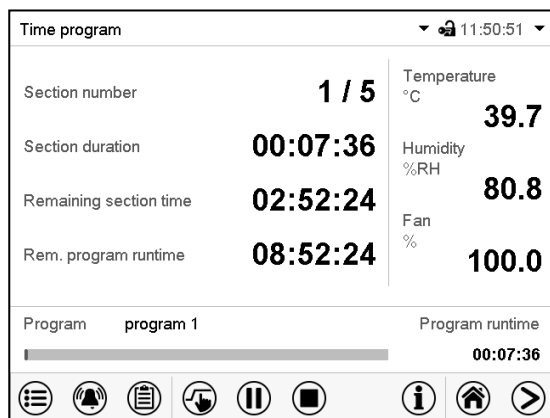 Time program 11:50:51
Section number 1 / 5
Section duration 00:07:36
Remaining section time 02:52:24
Rem. program runtime 08:52:24
Temperature
°C
39.7
Humidity
%RH
80.8
Fan
%
100.0
Program program 1 Program runtime
00:07:36